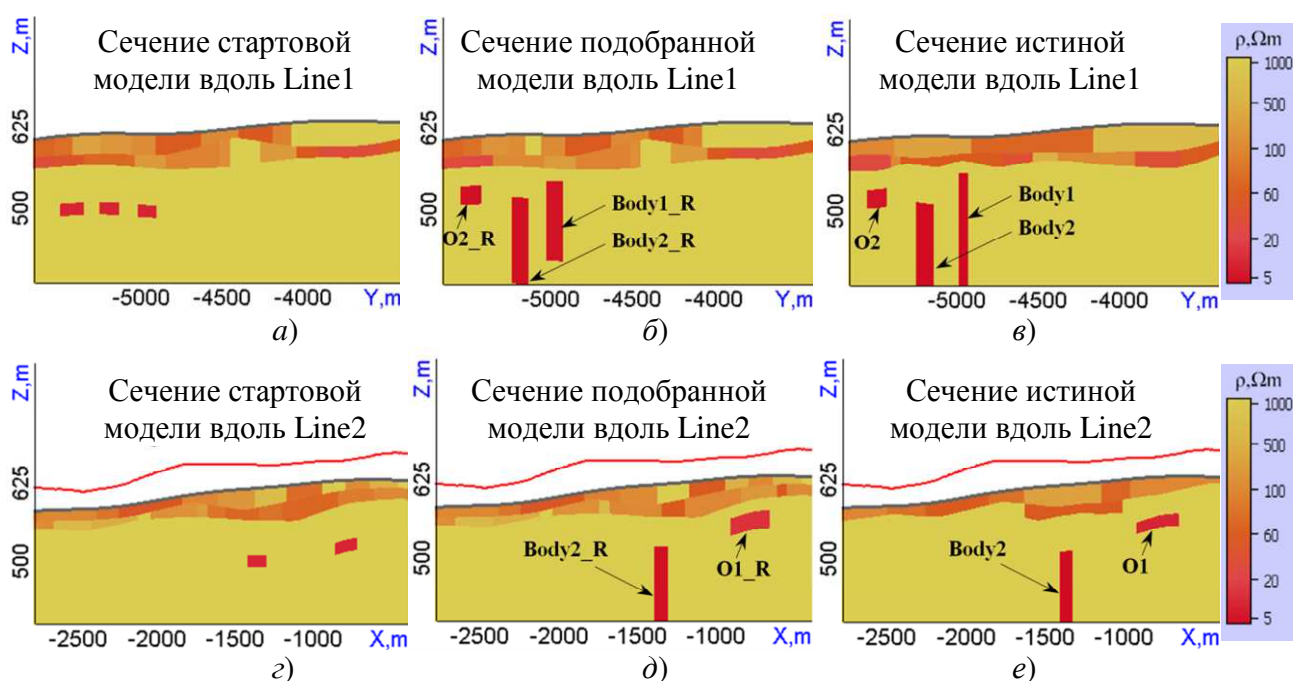 Z,m
625
500
Сечение стартовой
модели вдоль Line1
-5000 -4500 -4000
Y,m
а)
Z,m
625
500
Сечение подобранной
модели вдоль Line1
O2_R
Body1_R
Body2_R
-5000 -4500 -4000
Y,m
б)
Z,m
625
500
Сечение истиной
модели вдоль Line1
O2
Body1
Body2
-5000 -4500 -4000
Y,m
в)
ρ,Ωm
1000
500
100
60
20
5
Z,m
625
500
Сечение стартовой
модели вдоль Line2
-2500 -2000 -1500 -1000
X,m
г)
Z,m
625
500
Сечение подобранной
модели вдоль Line2
Body2_R
O1_R
-2500 -2000 -1500 -1000
X,m
д)
Z,m
625
500
Сечение истиной
модели вдоль Line2
Body2
O1
-2500 -2000 -1500 -1000
X,m
е)
ρ,Ωm
1000
500
100
60
20
5